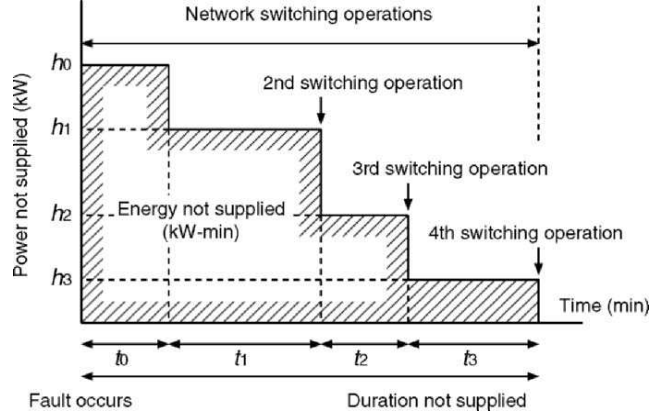 Network switching operations
Power not supplied (kW)
h0
2nd switching operation
h1
3rd switching operation
h2
Energy not supplied
(kW-min)
4th switching operation
h3
Time (min)
t0
t1
t2
t3
Fault occurs
Duration not supplied